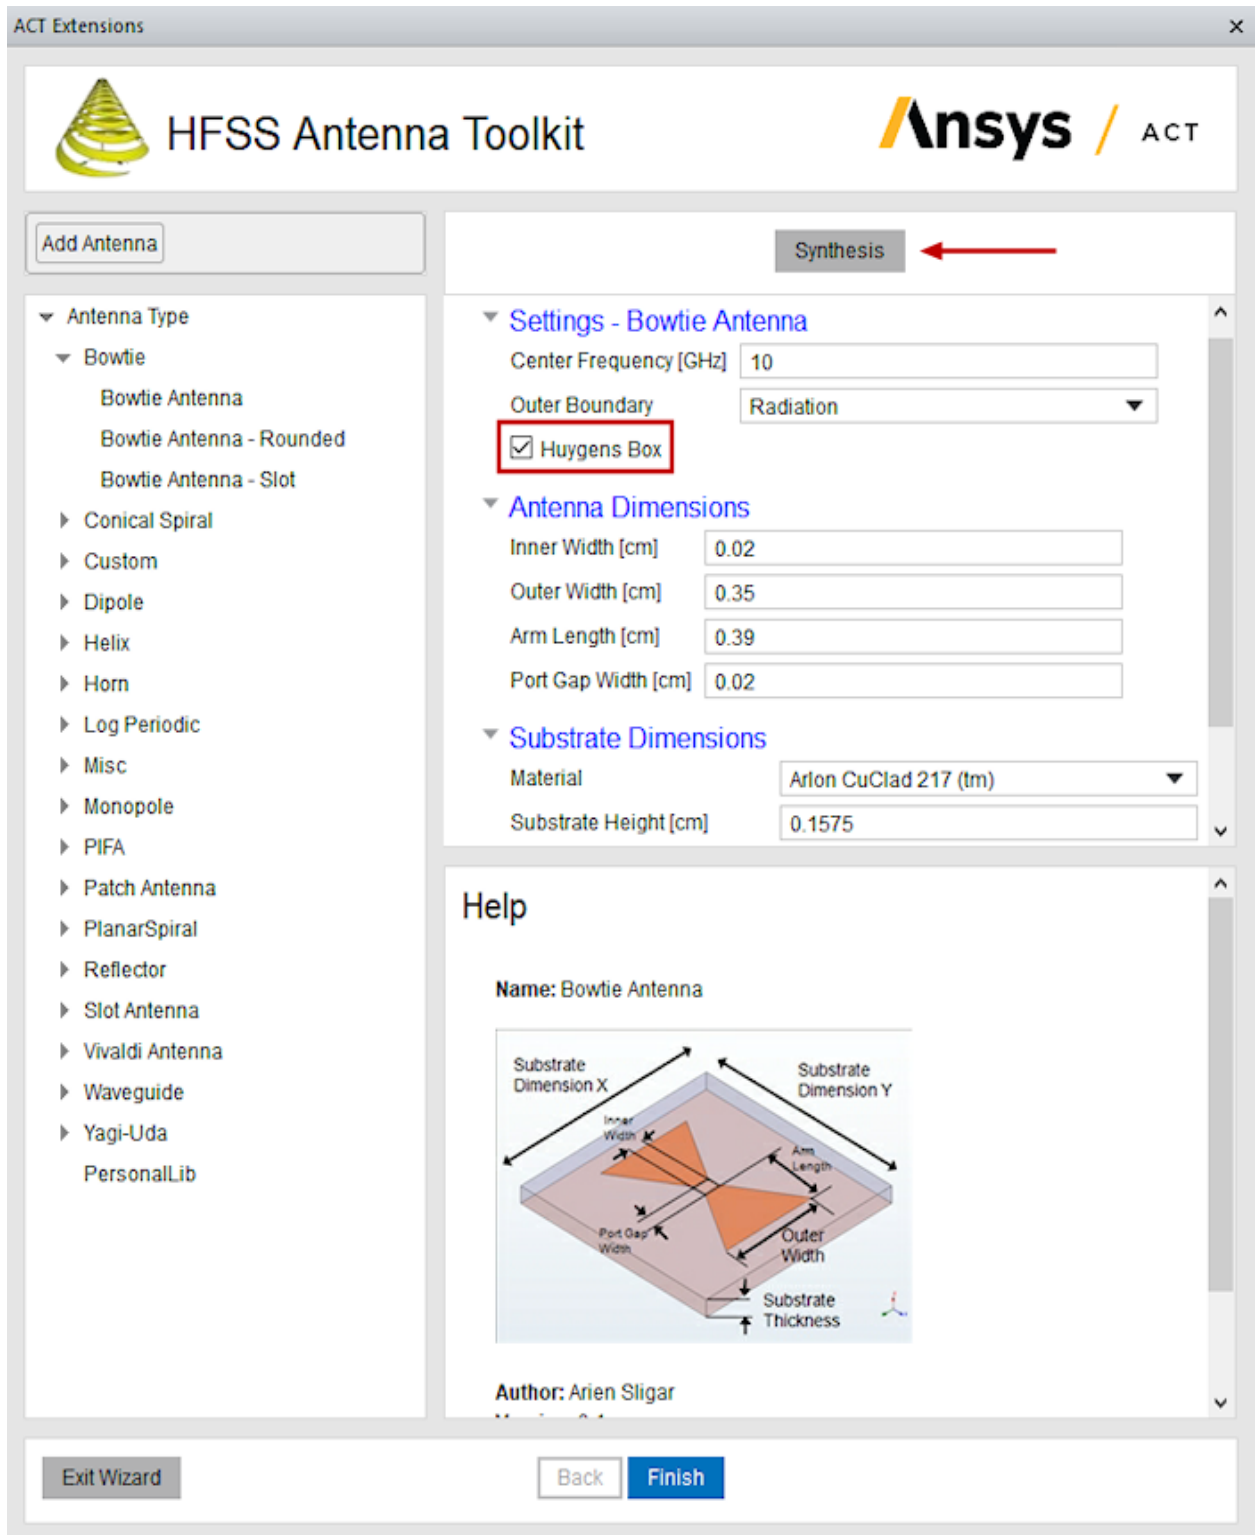 ACT Extensions
HFSS Antenna Toolkit
Ansys / ACT
Add Antenna
Synthesis
Antenna Type
Bowtie
Bowtie Antenna
Bowtie Antenna - Rounded
Bowtie Antenna - Slot
Conical Spiral
Custom
Dipole
Helix
Horn
Log Periodic
Misc
Monopole
PIFA
Patch Antenna
PlanarSpiral
Reflector
Slot Antenna
Vivaldi Antenna
Waveguide
Yagi-Uda
PersonalLib
Settings - Bowtie Antenna
Center Frequency [GHz] 10
Outer Boundary Radiation
Huygens Box
Antenna Dimensions
Inner Width [cm] 0.02
Outer Width [cm] 0.35
Arm Length [cm] 0.39
Port Gap Width [cm] 0.02
Substrate Dimensions
Material Arlon CuClad 217 (tm)
Substrate Height [cm] 0.1575
Help
Name: Bowtie Antenna
Substrate
Dimension X
Substrate
Dimension Y
Inner
Width
Arm
Length
Port Gap
Width
Outer
Width
Substrate
Thickness
Author: Arien Sligar
Exit Wizard
Back
Finish